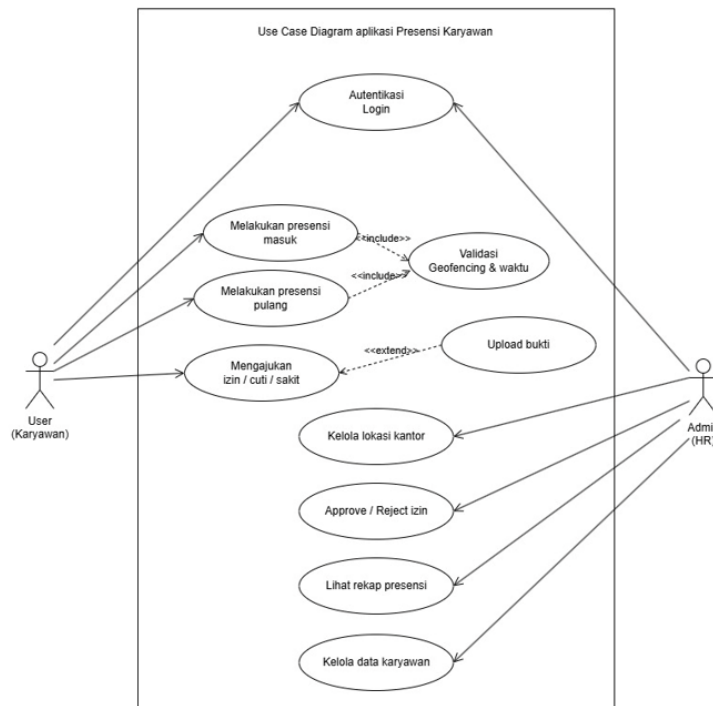 Use Case Diagram aplikasi Presensi Karyawan
Autentikasi
Login
Melakukan presensi
masuk
<<include>>
Validasi
Geofencing & waktu
<<include>>
Melakukan presensi
pulang
<<extend>>
Upload bukti
Mengajukan
izin / cuti / sakit
User
(Karyawan)
Admi
(HR)
Kelola lokasi kantor
Approve / Reject izin
Lihat rekap presensi
Kelola data karyawan